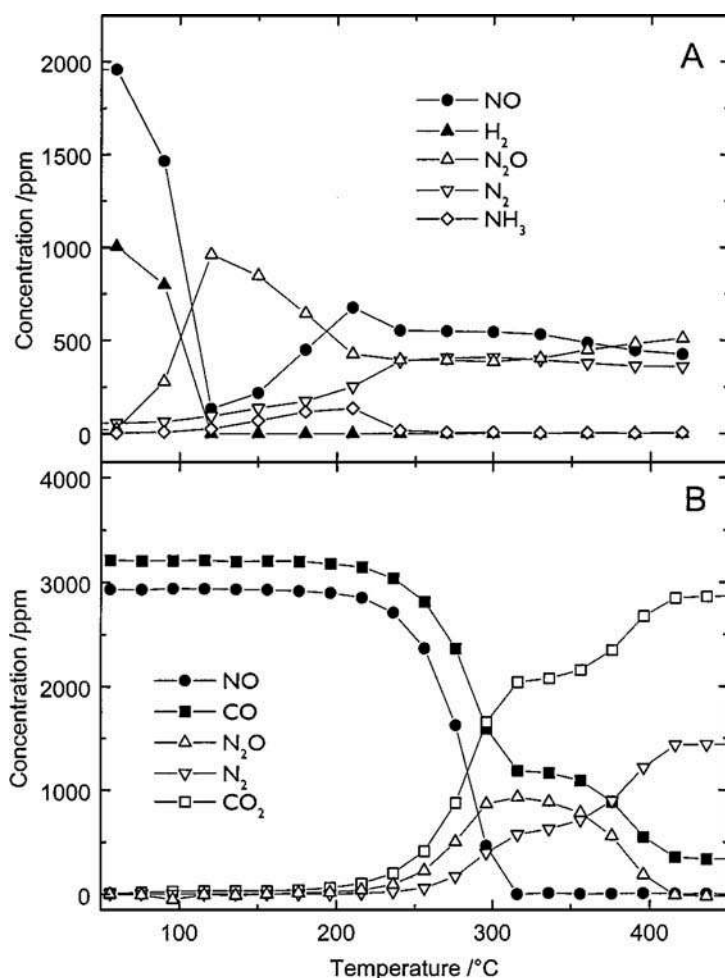 A
2000
1500
1000
500
0
Concentration /ppm
NO
H₂
N₂O
N₂
NH₃
B
4000
3000
2000
1000
0
Concentration /ppm
NO
CO
N₂O
N₂
CO₂
100
200
300
400
Temperature /°C